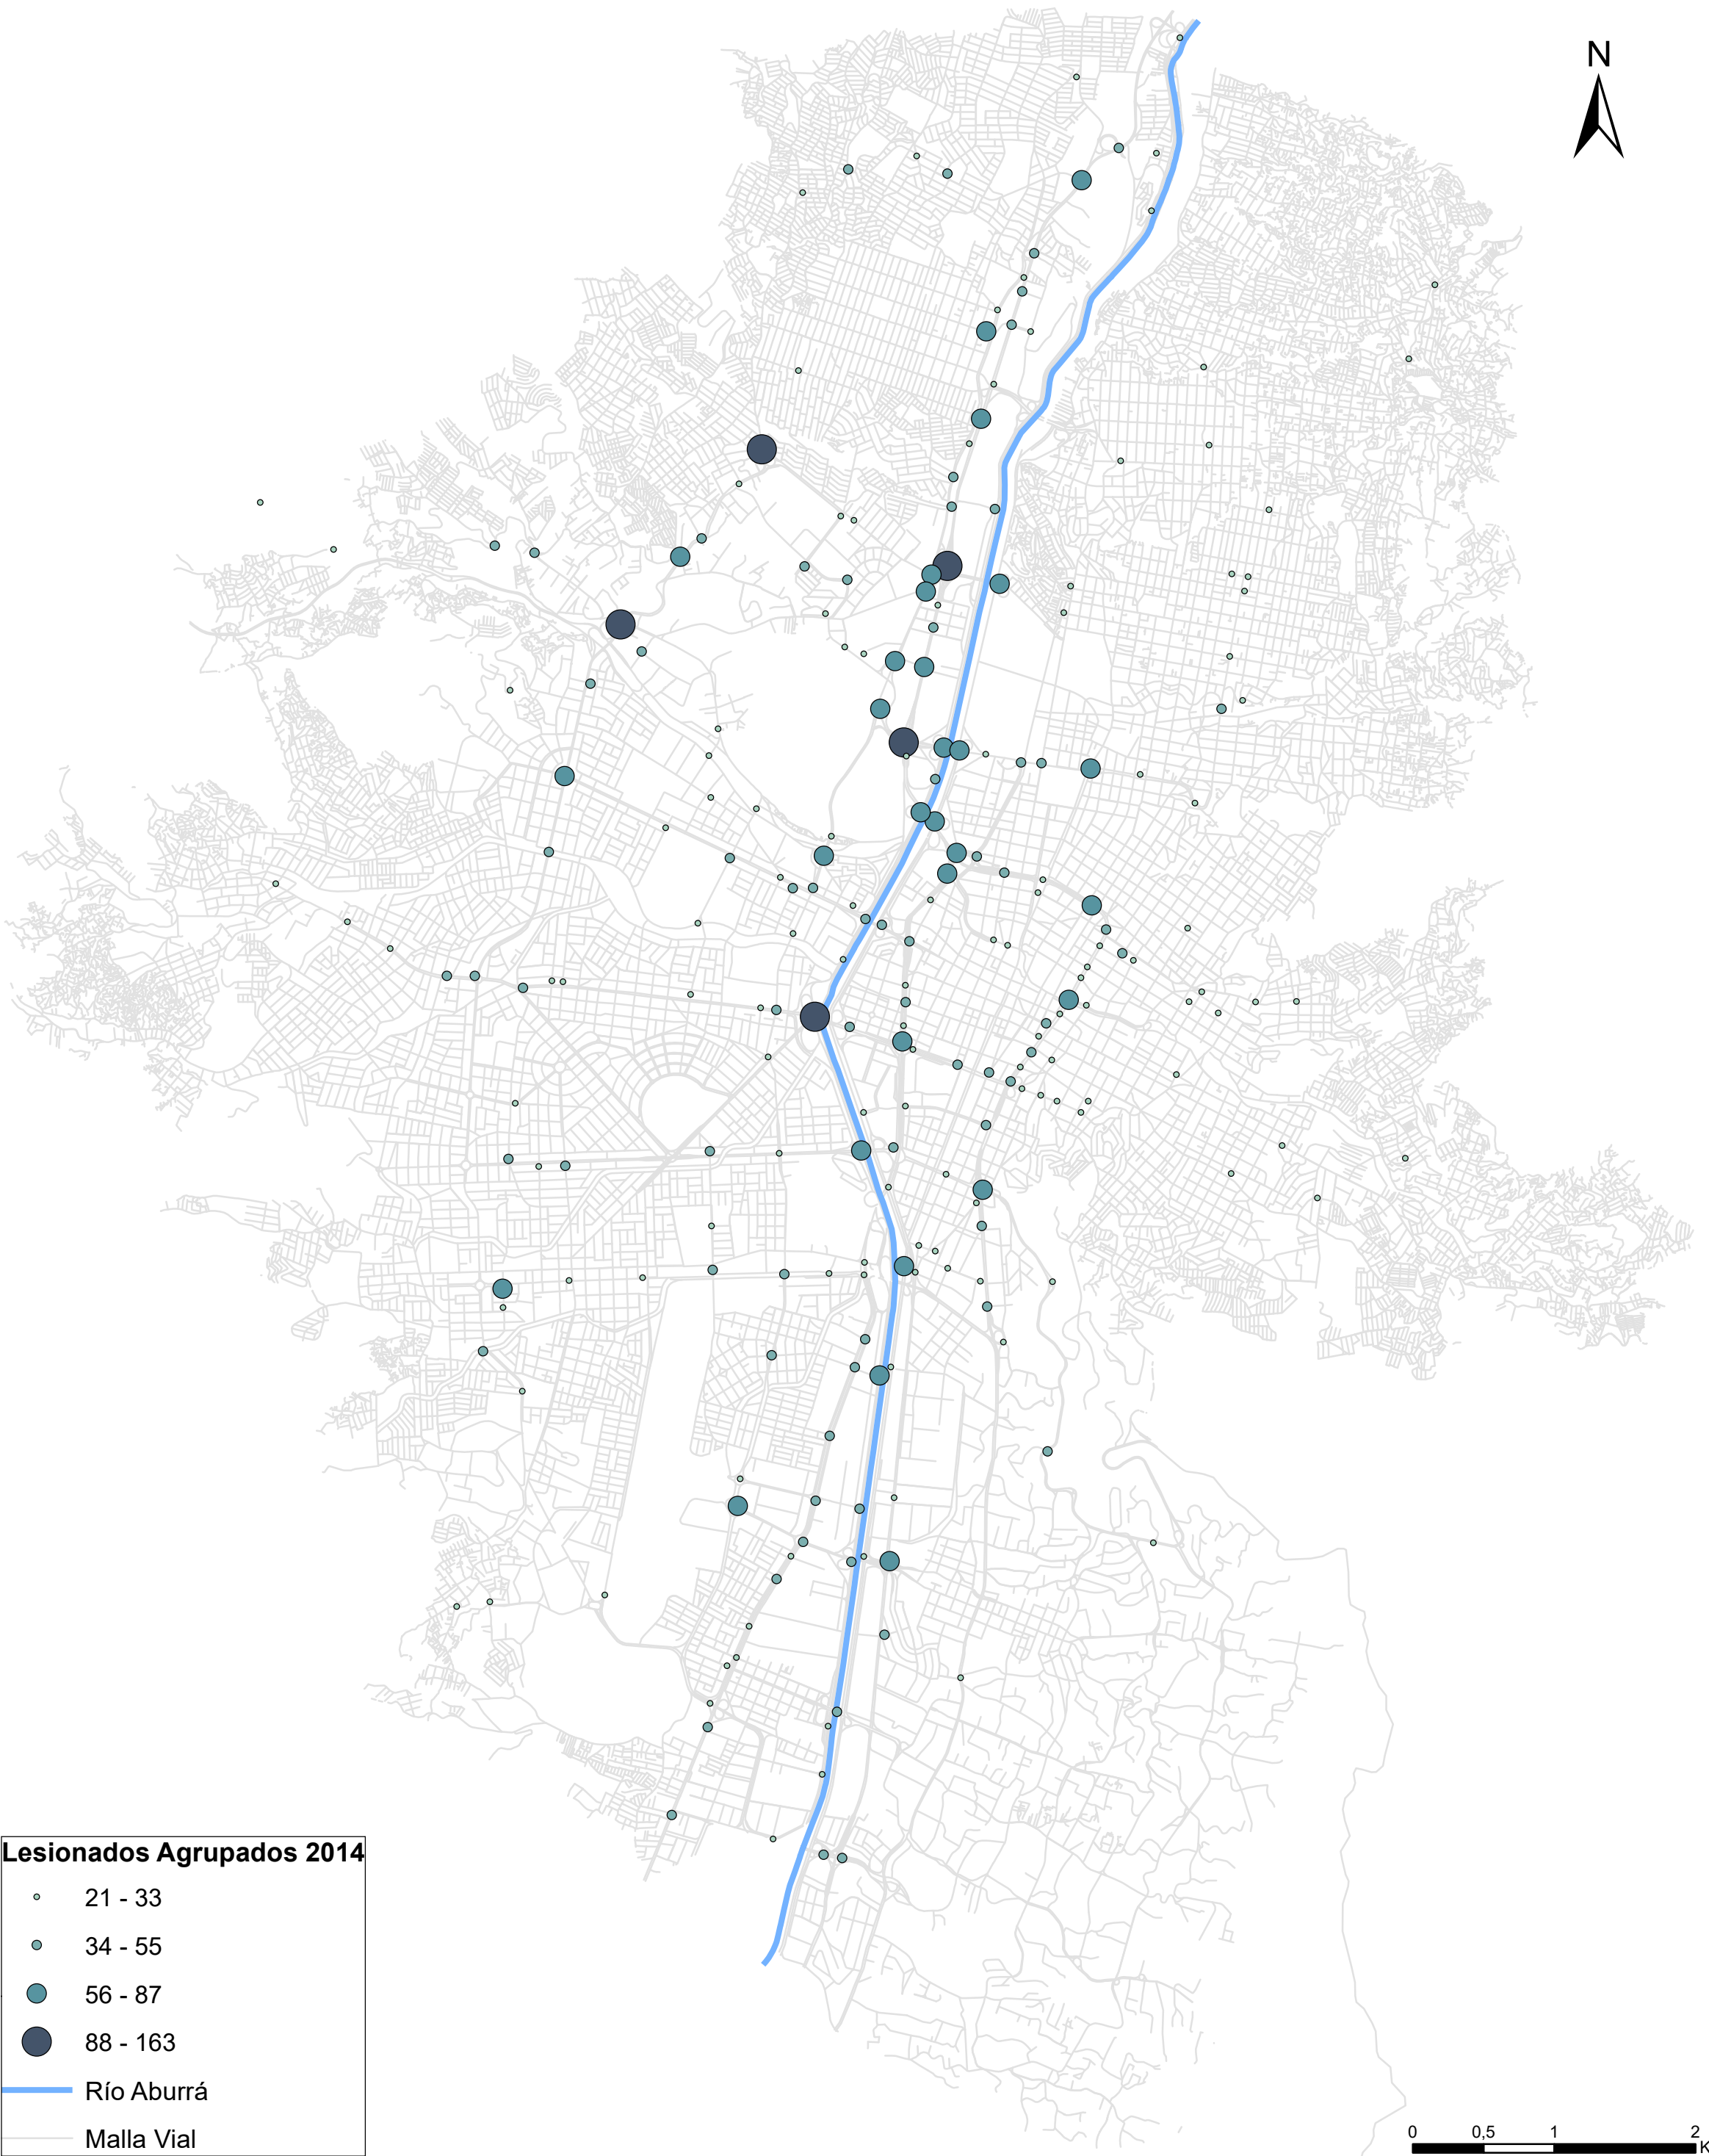 N
Lesionados Agrupados 2014
21 - 33
34 - 55
56 - 87
88 - 163
Río Aburrá
Malla Vial
0 0,5 1 2
K